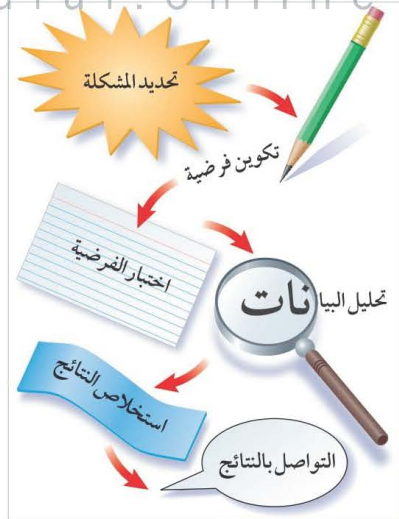 تحديد المشكلة
تكوين فرضية
اختبار الفرضية
تحليل البيانات
استخلاص النتائج
التواصل بالنتائج